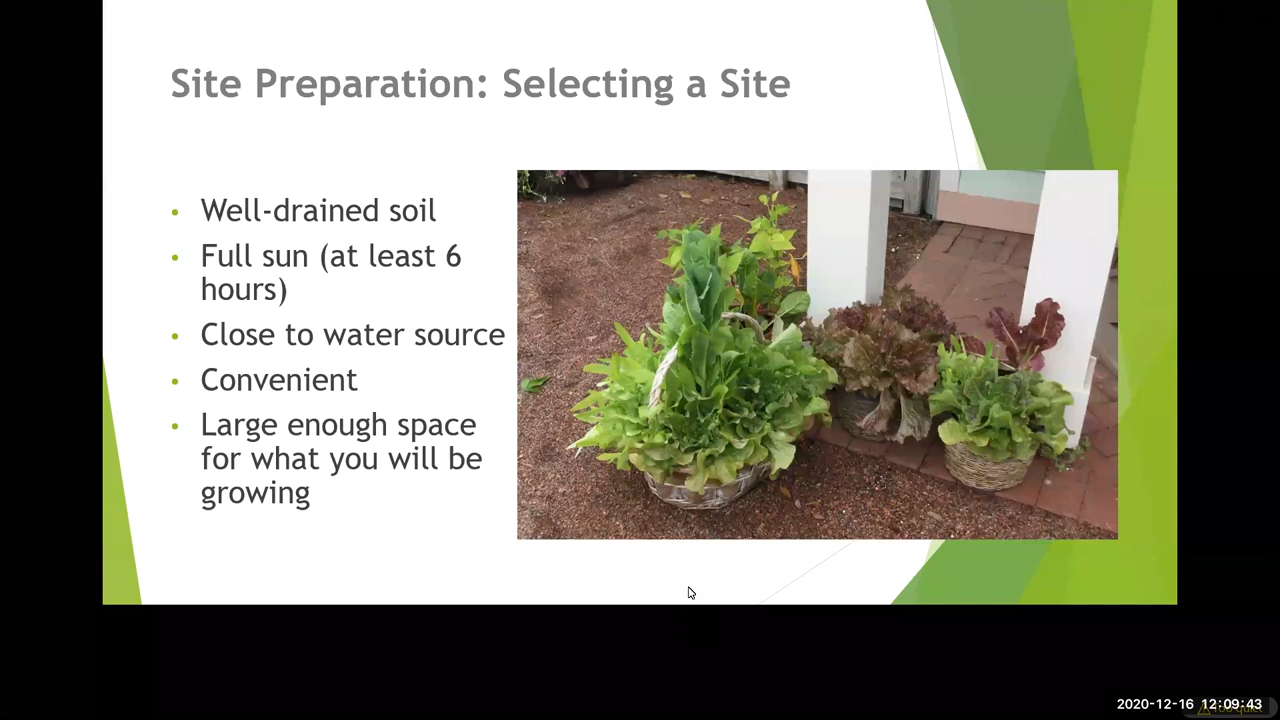 Site Preparation: Selecting a Site
• Well-drained soil
• Full sun (at least 6
hours)
• Close to water source
• Convenient
• Large enough space
for what you will be
growing
2020-12-16 12:09:43